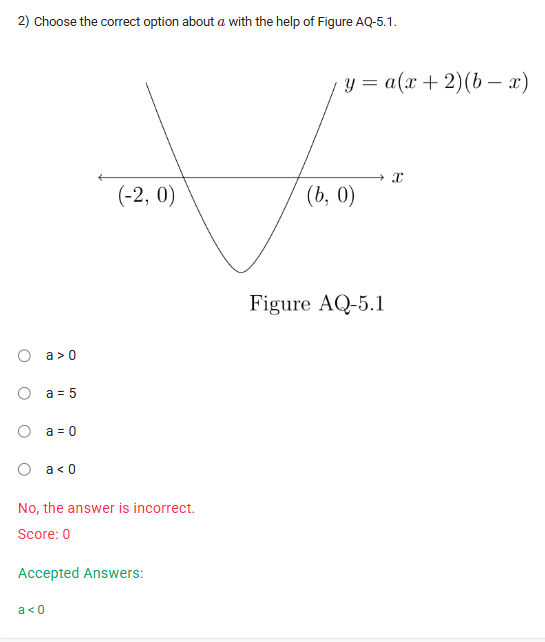 2) Choose the correct option about a with the help of Figure AQ-5.1.
y = a(x + 2)(b − x)
x
(-2, 0)
(b, 0)
Figure AQ-5.1
a > 0
a = 5
a = 0
a < 0
No, the answer is incorrect.
Score: 0
Accepted Answers:
a < 0